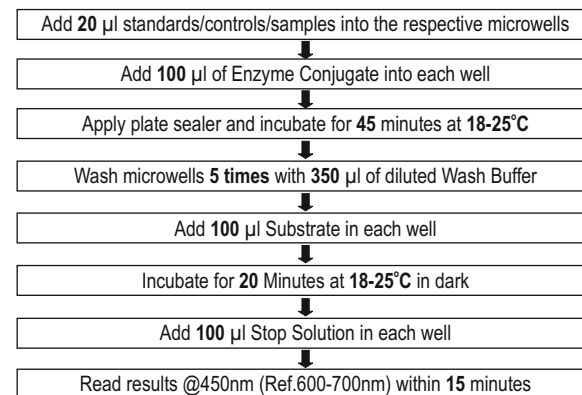 Add 20 µl standards/controls/samples into the respective microwells
Add 100 µl of Enzyme Conjugate into each well
Apply plate sealer and incubate for 45 minutes at 18-25°C
Wash microwells 5 times with 350 µl of diluted Wash Buffer
Add 100 µl Substrate in each well
Incubate for 20 Minutes at 18-25°C in dark
Add 100 µl Stop Solution in each well
Read results @450nm (Ref.600-700nm) within 15 minutes